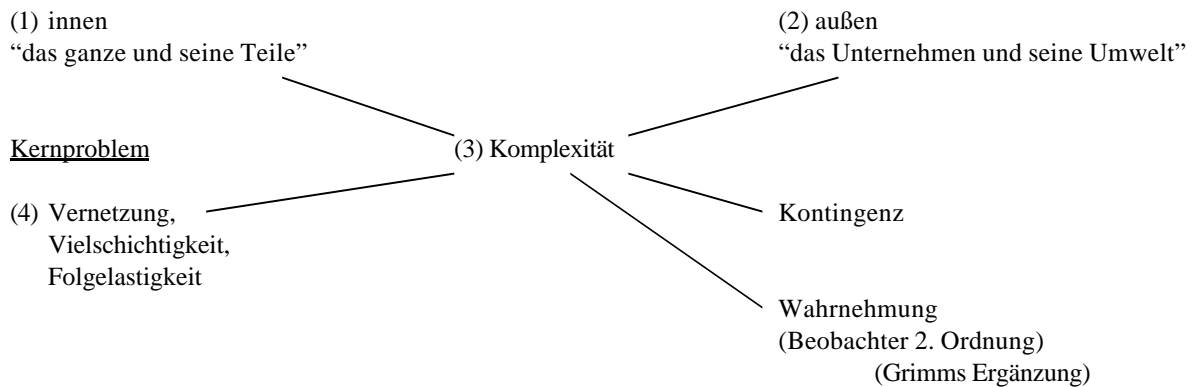 (1) innen
“das ganze und seine Teile”
(2) außen
“das Unternehmen und seine Umwelt”
Kernproblem
(3) Komplexität
(4) Vernetzung,
Vielschichtigkeit,
Folgelastigkeit
Kontingenz
Wahrnehmung
(Beobachter 2. Ordnung)
(Grimms Ergänzung)